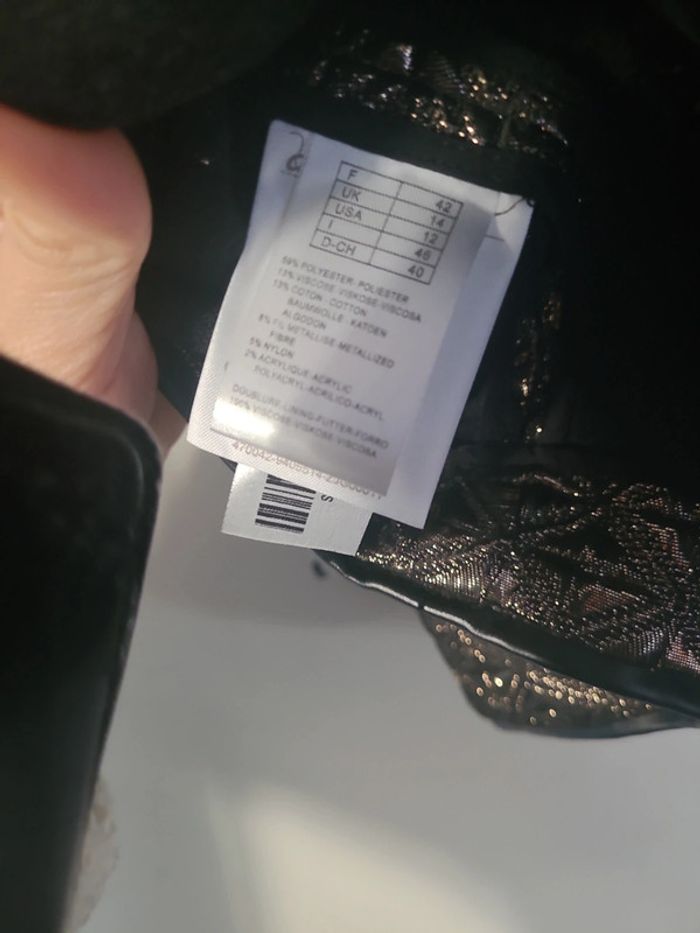 F 42
UK 14
USA 12
I 46
D-CH 40
59% POLYESTER-POLIESTER
13% VISCOSE-VISKOSE-VISCOSA
13% COTON-COTTON
BAUMWOLLE-KATOEN
ALGODON
8% METALLISE-METALLIZED
FIBRE
5% NYLON
2% ACRYLIQUE-ACRYLIC
POLYACRYL-ACRILICO-ACRYL
DOUBLURE-LINING-FUTTER-FORRO
100% VISCOSE-VISKOSE-VISCOSA